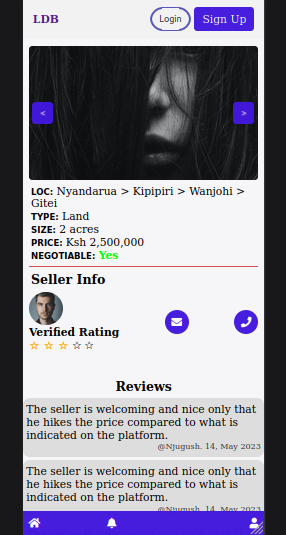 LDB
Login
Sign Up
<
>
LOC: Nyandarua > Kipipiri > Wanjohi >
Gitei
TYPE: Land
SIZE: 2 acres
PRICE: Ksh 2,500,000
NEGOTIABLE: Yes
Seller Info
Verified Rating
Reviews
The seller is welcoming and nice only that
he hikes the price compared to what is
indicated on the platform.
@Njugush. 14, May 2023
The seller is welcoming and nice only that
he hikes the price compared to what is
indicated on the platform.
@Njugush. 14, May 2023